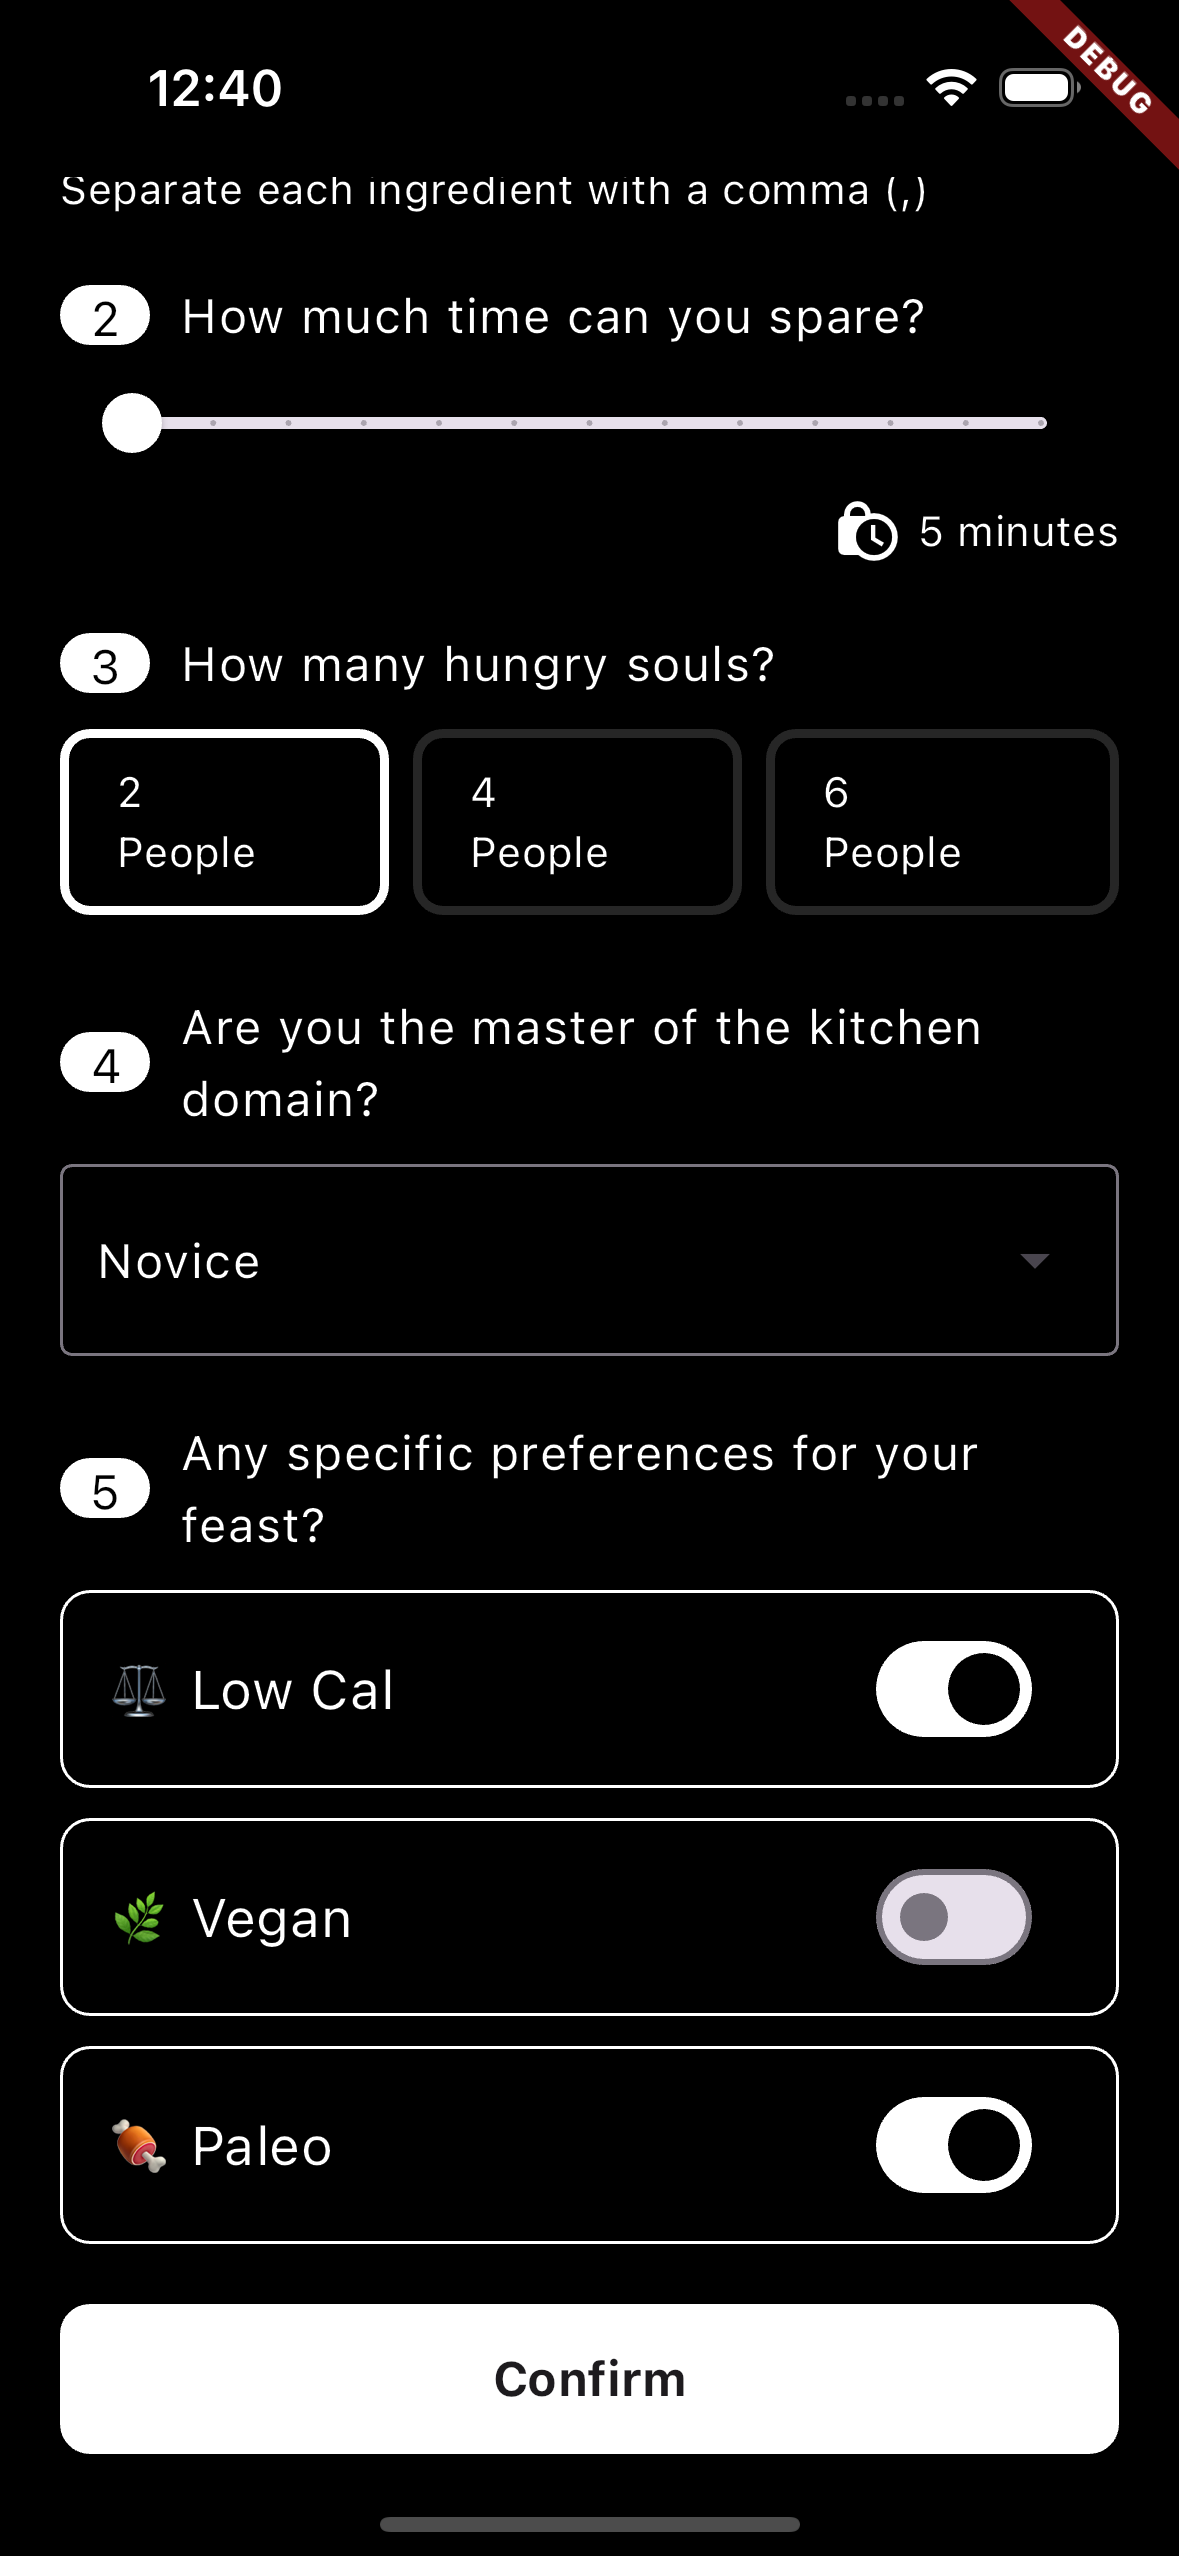 12:40
DEBUG
Separate each ingredient with a comma (,)
2 How much time can you spare?
5 minutes
3 How many hungry souls?
2 4 6
People People People
4 Are you the master of the kitchen
domain?
Novice
5 Any specific preferences for your
feast?
Low Cal
Vegan
Paleo
Confirm